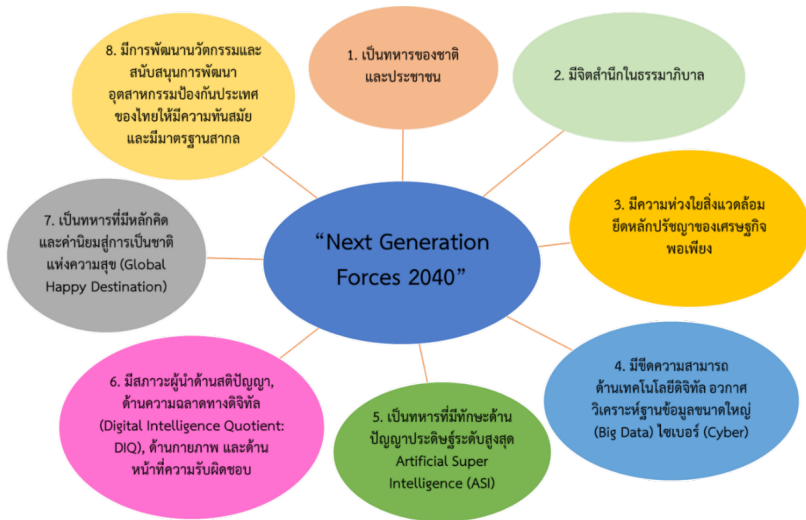 1. เป็นทหารของชาติ
และประชาชน
2. มีจิตสำนึกในธรรมาภิบาล
3. มีความห่วงใยสิ่งแวดล้อม
ยึดหลักปรัชญาของเศรษฐกิจ
พอเพียง
4. มีขีดความสามารถ
ด้านเทคโนโลยีดิจิทัล อวกาศ
วิเคราะห์ฐานข้อมูลขนาดใหญ่
(Big Data) ไซเบอร์ (Cyber)
5. เป็นทหารที่มีทักษะด้าน
ปัญญาประดิษฐ์ระดับสูงสุด
Artificial Super
Intelligence (ASI)
6. มีสภาวะผู้นำด้านสติปัญญา,
ด้านความฉลาดทางดิจิทัล
(Digital Intelligence Quotient:
DIQ), ด้านกายภาพ และด้าน
หน้าที่ความรับผิดชอบ
7. เป็นทหารที่มีหลักคิด
และค่านิยมสู่การเป็นชาติ
แห่งความสุข (Global
Happy Destination)
8. มีการพัฒนานวัตกรรมและ
สนับสนุนการพัฒนา
อุตสาหกรรมป้องกันประเทศ
ของไทยให้มีความทันสมัย
และมีมาตรฐานสากล
“Next Generation
Forces 2040”